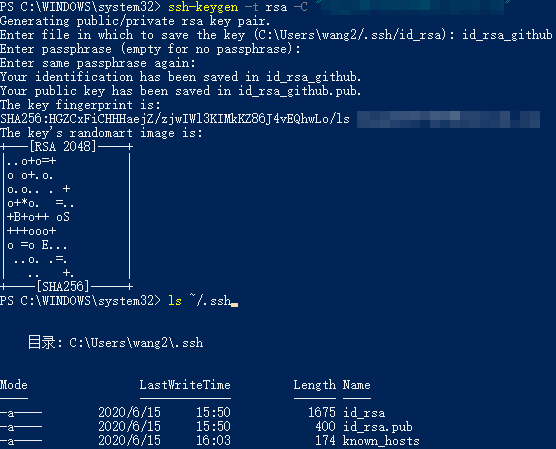 PS C:\WINDOWS\system32> ssh-keygen -t rsa -C "
Generating public/private rsa key pair.
Enter file in which to save the key (C:\Users\wang2/.ssh/id_rsa): id_rsa_github
Enter passphrase (empty for no passphrase):
Enter same passphrase again:
Your identification has been saved in id_rsa_github.
Your public key has been saved in id_rsa_github.pub.
The key fingerprint is:
SHA256:HGZCxFiCHHHaejZ/zjwIWl3KIMkKZ86J4vEQhwLo/ls
The key's randomart image is:
+---[RSA 2048]----+
|..o+o=+          |
|o o+.o.          |
|o.o.. . +        |
|o+*o.  =..       |
|+B+o++ oS        |
|+++ooo+          |
|o =o E...        |
| ..o. .=.        |
|   ..   +.       |
+----[SHA256]-----+
PS C:\WINDOWS\system32> ls ~/.ssh
目录: C:\Users\wang2\.ssh
Mode LastWriteTime Length Name
---- ------------- ------ ----
-a---- 2020/6/15 15:50 1675 id_rsa
-a---- 2020/6/15 15:50 400 id_rsa.pub
-a---- 2020/6/15 16:03 174 known_hosts